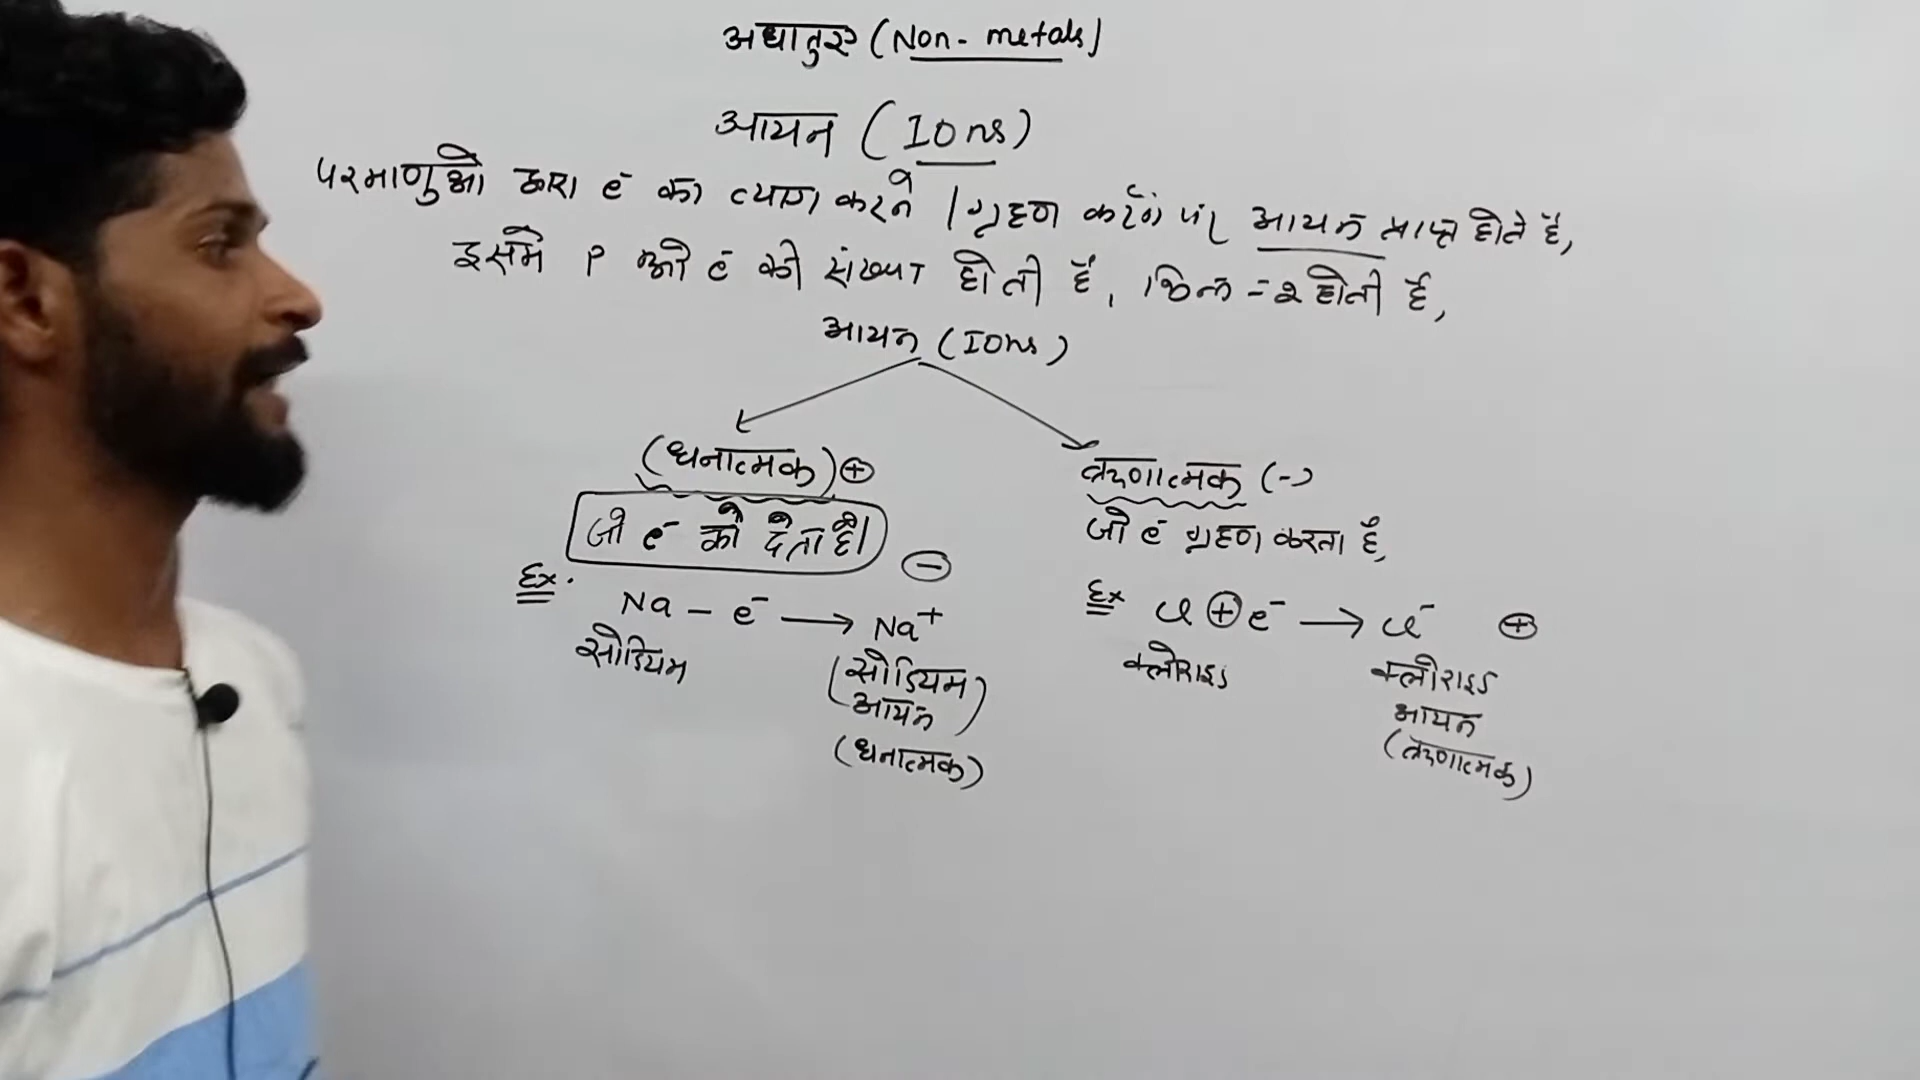 अधातुए (Non-metals)
आयन (Ions)
परमाणुओ द्वारा e⁻ का त्याग करने / ग्रहण करने पर आयन प्राप्त होते है,
इसमे P औ e⁻ की संख्या होती है, भिन्न-२ होती है,
आयन (Ions)
(धनात्मक) ⊕
ऋणात्मक (-)
जो e⁻ को देता है।
जो e⁻ ग्रहण करता है,
⊖
Ex. Na - e⁻ → Na⁺
सोडियम
(सोडियम
आयन)
(धनात्मक)
Ex Cl ⊕ e⁻ → Cl⁻ ⊕
क्लोराइड
क्लोराइड
आयन
(ऋणात्मक)